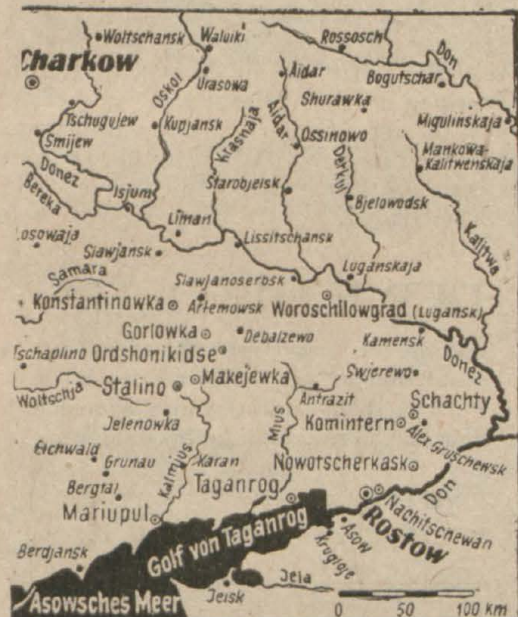 Woltschansk
Waluiki
Rossosch
Don
Charkow
Oskol
Urasowa
Aidar
Bogutschar
Shurawka
Tschugujew
Kupjansk
Krasnaja
Aidar
Ossinowo
Migulinskaja
Smijew
Derkul
Mankowa-
Kalitwenskaja
Donez
Bereka
Isjum
Starobjelsk
Bjelowodsk
Kalitwa
Losowaja
Liman
Lissitschansk
Slawjansk
Samara
Slawjanoserbsk
Luganskaja
Konstantinowka
Artemowsk
Woroschilowgrad (Lugansk)
Gorlowka
Debalzewo
Kamensk
Donez
Tschaplino
Ordshonikidse
Swjerewo
Woltschja
Stalino
Makejewka
Antrazit
Schachty
Jelenowka
Mius
Komintern
Alex Gruschewsk
Eichwald
Grunau
Kalmius
Karan
Nowotscherkask
Bergtal
Taganrog
Don
Mariupul
Nachitschewan
Rostow
Golf von Taganrog
Asow
Krugloje
Berdjansk
Jeisk
Jeia
Asowsches Meer
0 50 100 km